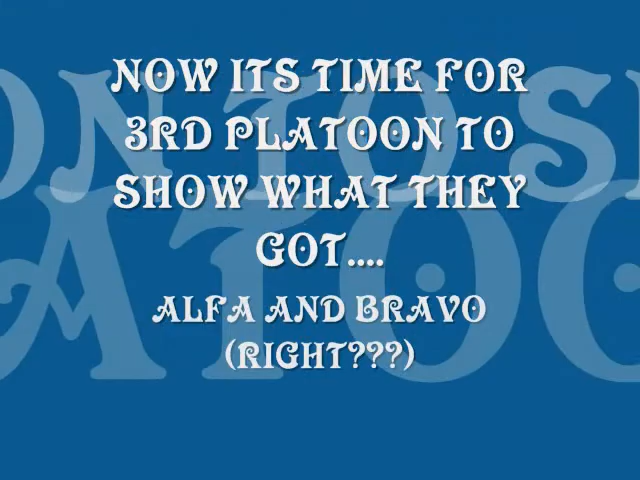 NOW ITS TIME FOR
3RD PLATOON TO
SHOW WHAT THEY
GOT....
ALFA AND BRAVO
(RIGHT???)